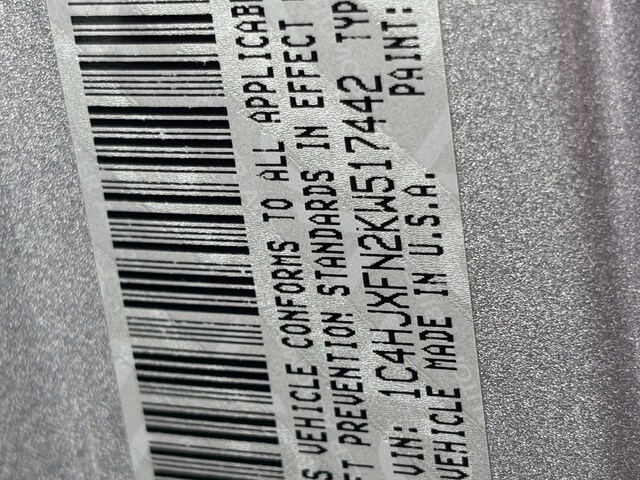 S VEHICLE CONFORMS TO ALL APPLICAB
FT PREVENTION STANDARDS IN EFFECT
VIN: 1C4HJXFN2KW517442 TYP
VEHICLE MADE IN U.S.A. PAINT: